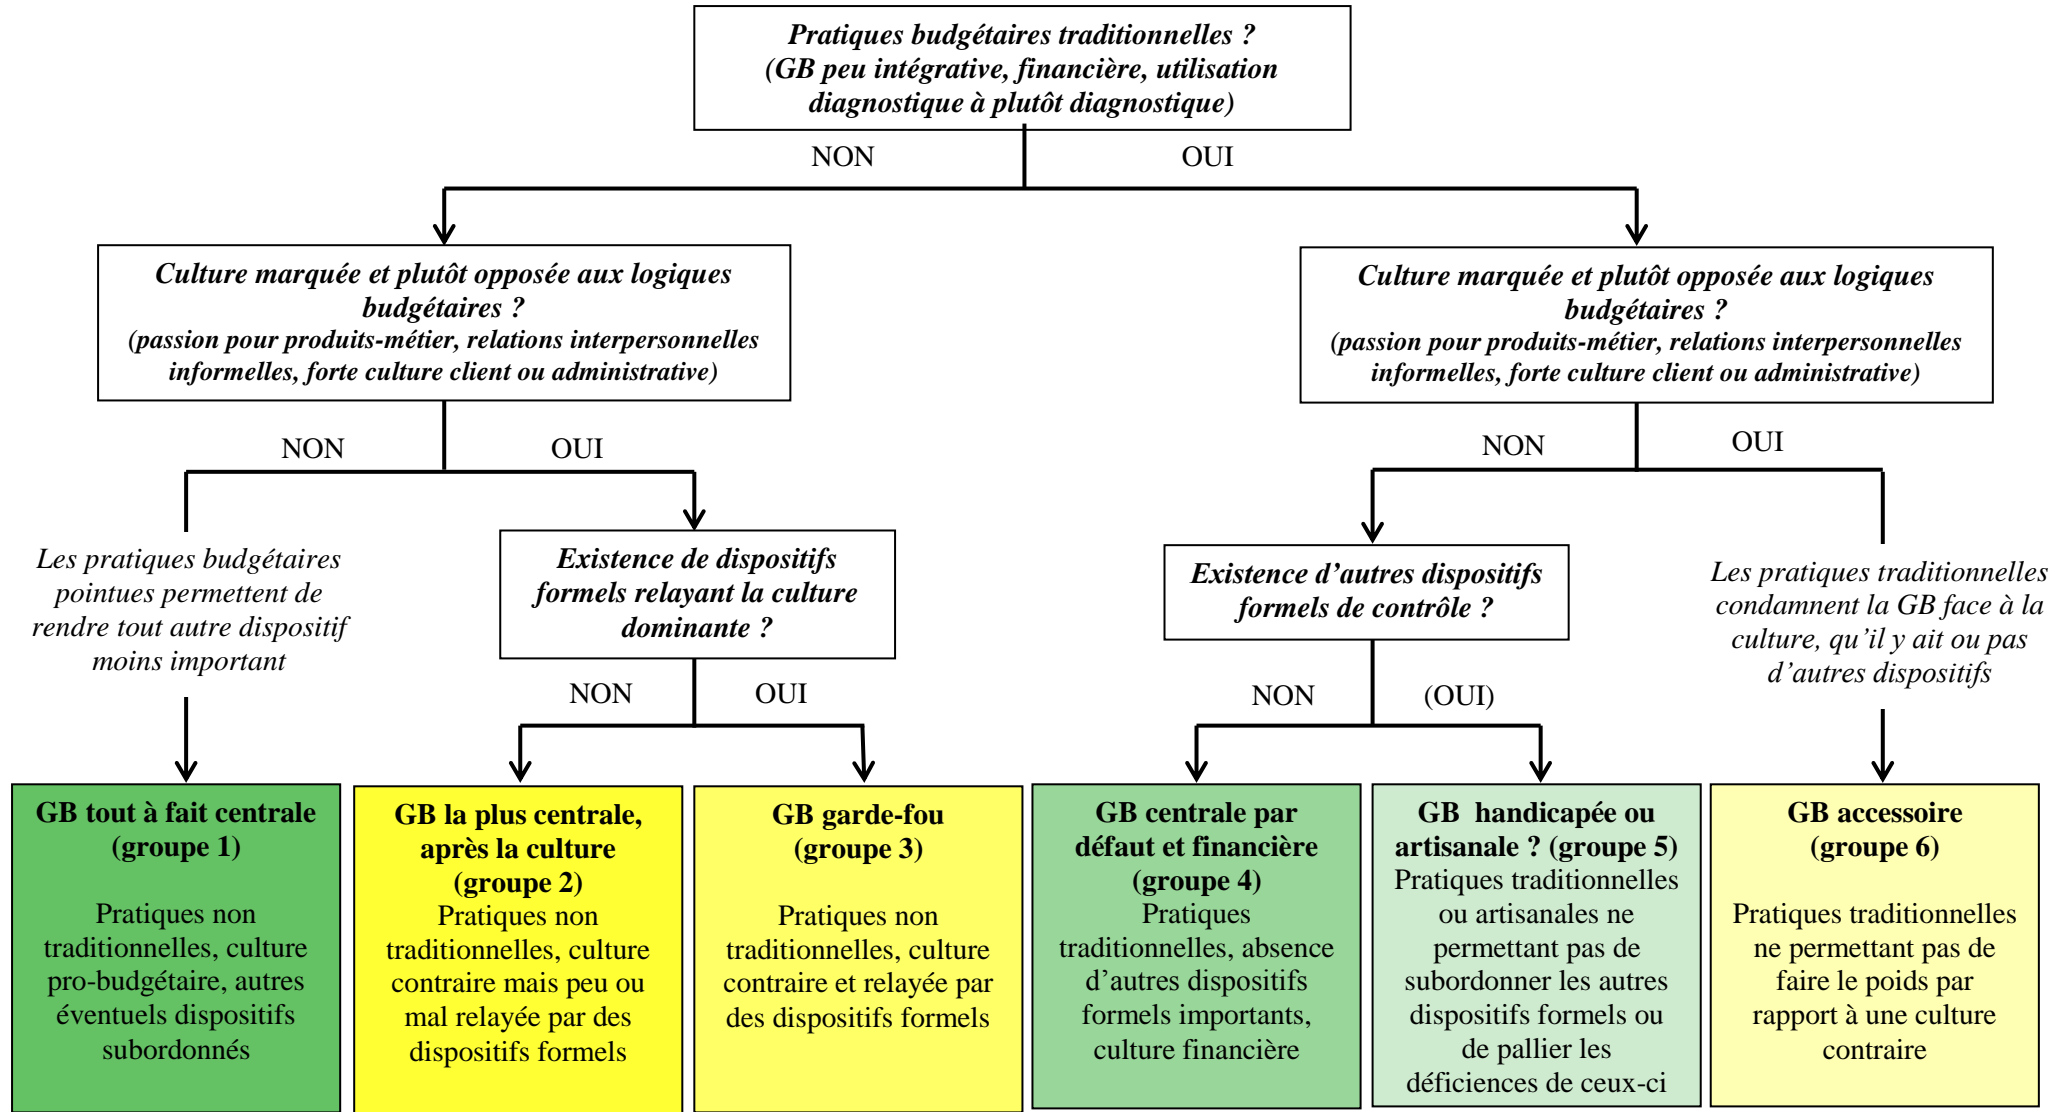 Pratiques budgétaires traditionnelles ?
(GB peu intégrative, financière, utilisation
diagnostique à plutôt diagnostique)
NON
OUI
Culture marquée et plutôt opposée aux logiques
budgétaires ?
(passion pour produits-métier, relations interpersonnelles
informelles, forte culture client ou administrative)
Culture marquée et plutôt opposée aux logiques
budgétaires ?
(passion pour produits-métier, relations interpersonnelles
informelles, forte culture client ou administrative)
NON
OUI
NON
OUI
Les pratiques budgétaires
pointues permettent de
rendre tout autre dispositif
moins important
Existence de dispositifs
formels relayant la culture
dominante ?
Existence d’autres dispositifs
formels de contrôle ?
Les pratiques traditionnelles
condamnent la GB face à la
culture, qu’il y ait ou pas
d’autres dispositifs
NON
OUI
NON
(OUI)
GB tout à fait centrale
(groupe 1)
Pratiques non
traditionnelles, culture
pro-budgétaire, autres
éventuels dispositifs
subordonnés
GB la plus centrale,
après la culture
(groupe 2)
Pratiques non
traditionnelles, culture
contraire mais peu ou
mal relayée par des
dispositifs formels
GB garde-fou
(groupe 3)
Pratiques non
traditionnelles, culture
contraire et relayée par
des dispositifs formels
GB centrale par
défaut et financière
(groupe 4)
Pratiques
traditionnelles, absence
d’autres dispositifs
formels importants,
culture financière
GB handicapée ou
artisanale ? (groupe 5)
Pratiques traditionnelles
ou artisanales ne
permettant pas de
subordonner les autres
dispositifs formels ou
de pallier les
déficiences de ceux-ci
GB accessoire
(groupe 6)
Pratiques traditionnelles
ne permettant pas de
faire le poids par
rapport à une culture
contraire